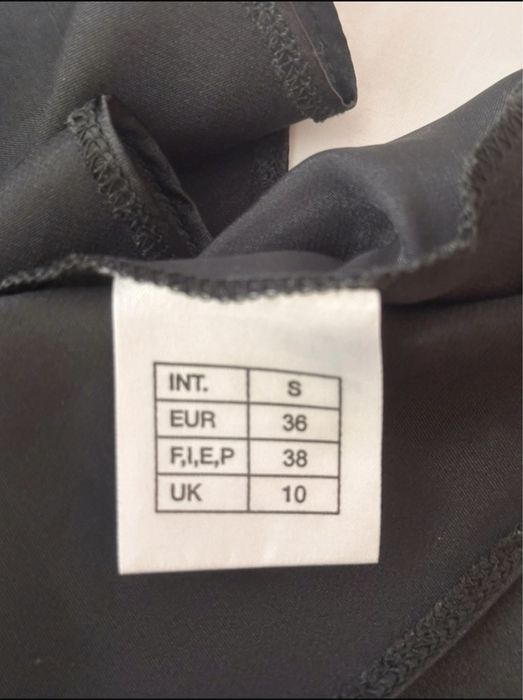 INT. S
EUR 36
F,I,E,P 38
UK 10